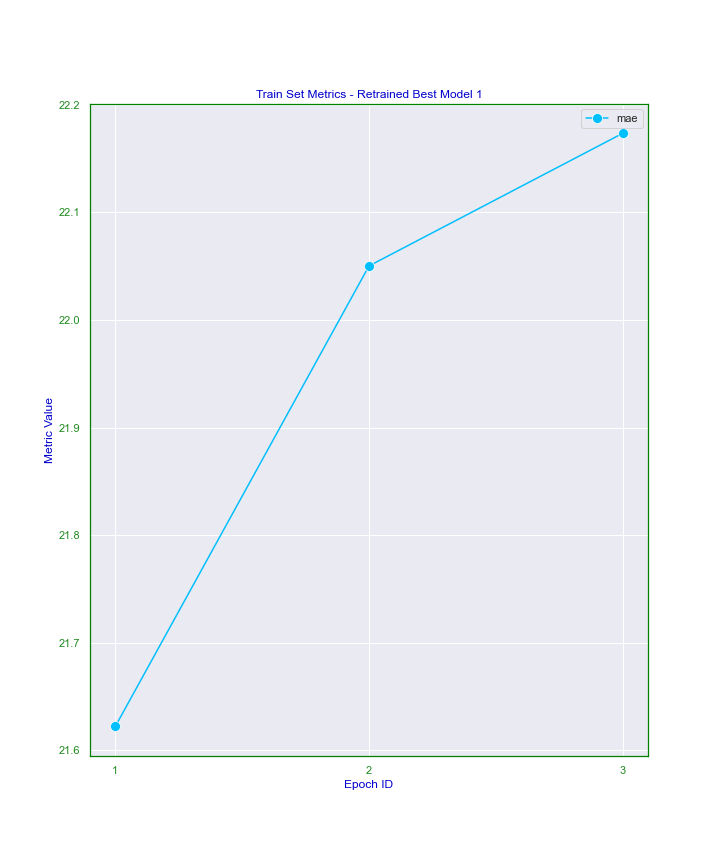 Train Set Metrics - Retrained Best Model 1
mae
22.2
22.1
22.0
21.9
21.8
21.7
21.6
Metric Value
1 2 3
Epoch ID